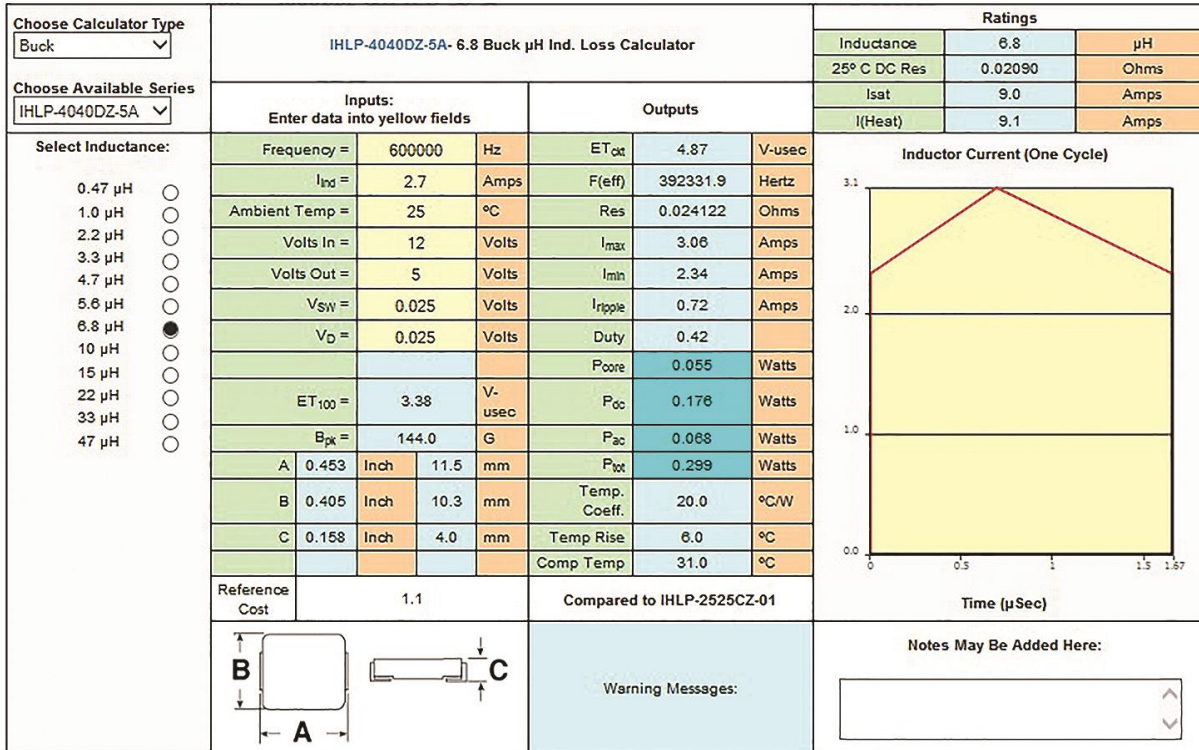 Choose Calculator Type
Buck
Choose Available Series
IHLP-4040DZ-5A
IHLP-4040DZ-5A- 6.8 Buck µH Ind. Loss Calculator
Ratings
Inductance 6.8 µH
25º C DC Res 0.02090 Ohms
Isat 9.0 Amps
I(Heat) 9.1 Amps
Select Inductance:
0.47 µH
1.0 µH
2.2 µH
3.3 µH
4.7 µH
5.6 µH
6.8 µH
10 µH
15 µH
22 µH
33 µH
47 µH
Inputs:
Enter data into yellow fields
Frequency = 600000 Hz
IInd = 2.7 Amps
Ambient Temp = 25 ºC
Volts In = 12 Volts
Volts Out = 5 Volts
VSW = 0.025 Volts
VD = 0.025 Volts
ET100 = 3.38 V-usec
Bpk = 144.0 G
A 0.453 Inch 11.5 mm
B 0.405 Inch 10.3 mm
C 0.158 Inch 4.0 mm
Reference Cost 1.1
Outputs
ETckt 4.87 V-usec
F(eff) 392331.9 Hertz
Res 0.024122 Ohms
Imax 3.06 Amps
Imin 2.34 Amps
Iripple 0.72 Amps
Duty 0.42
Pcore 0.055 Watts
Pdc 0.176 Watts
Pac 0.068 Watts
Ptot 0.299 Watts
Temp. Coeff. 20.0 ºC/W
Temp Rise 6.0 ºC
Comp Temp 31.0 ºC
Compared to IHLP-2525CZ-01
Inductor Current (One Cycle)
3.1
2.0
1.0
0.0
0 0.5 1 1.5 1.67
Time (µSec)
B
A
C
Warning Messages:
Notes May Be Added Here: